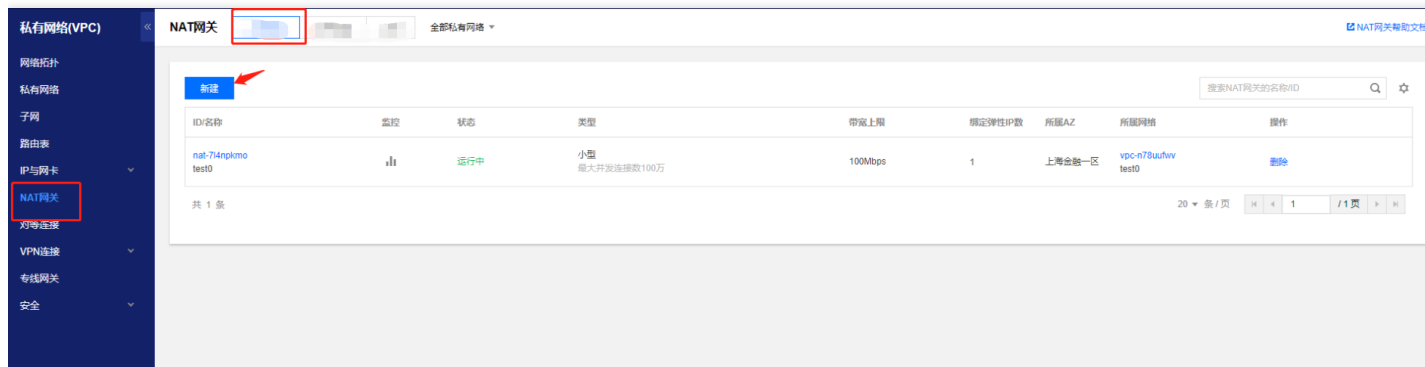 私有网络(VPC)
«
NAT网关
全部私有网络
NAT网关帮助文档
网络拓扑
私有网络
子网
路由表
IP与网卡
NAT网关
对等连接
VPN连接
专线网关
安全
新建
搜索NAT网关的名称/ID
ID/名称 监控 状态 类型 带宽上限 绑定弹性IP数 所属AZ 所属网络 操作
nat-7l4npkmo 运行中 小型 100Mbps 1 上海金融一区 vpc-n78uufwv 删除
test0 最大并发连接数100万 test0
共 1 条
20 条/页 1 /1页